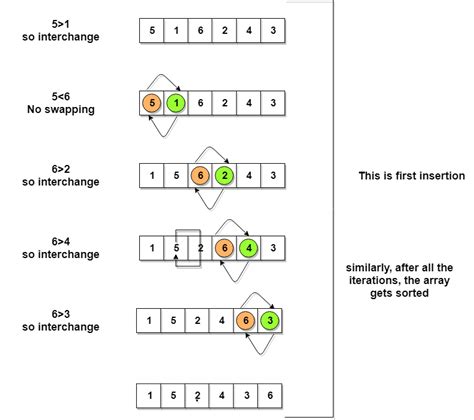 5>1
so interchange
5 1 6 2 4 3
5<6
No swapping
5 1 6 2 4 3
6>2
so interchange
1 5 6 2 4 3
This is first insertion
6>4
so interchange
1 5 2 6 4 3
similarly, after all the
iterations, the array
gets sorted
6>3
so interchange
1 5 2 4 6 3
1 5 2 4 3 6